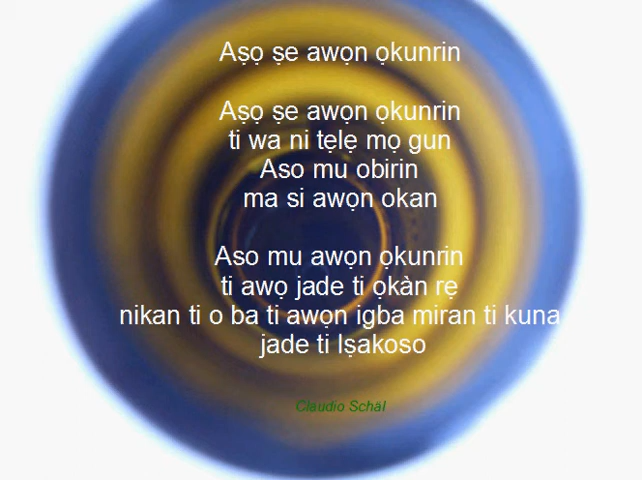 Aṣọ ṣe awọn ọkunrin
Aṣọ ṣe awọn ọkunrin
ti wa ni tẹlẹ mọ gun
Aso mu obirin
ma si awọn okan
Aso mu awọn ọkunrin
ti awọ jade ti ọkàn rẹ
nikan ti o ba ti awọn igba miran ti kuna
jade ti Iṣakoso
Claudio Schäl